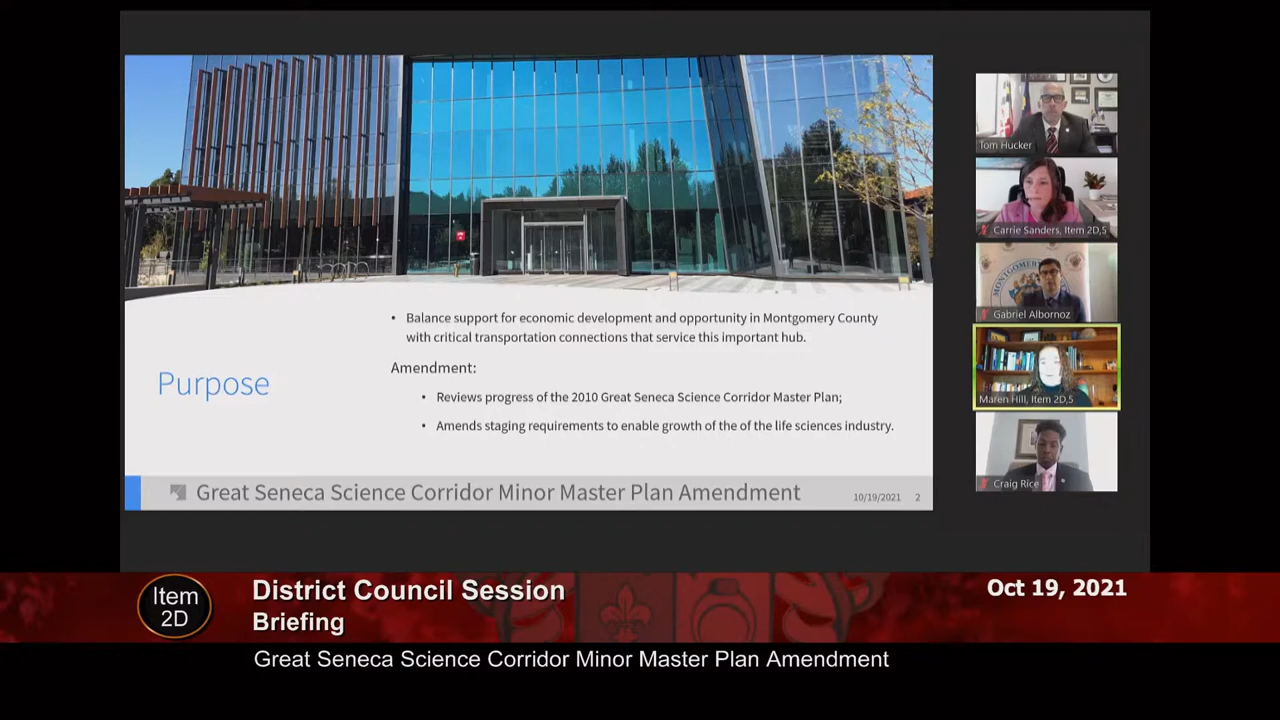 Tom Hucker
Carrie Sanders, Item 2D,5
MONTGOMERY
Gabriel Albornoz
Maren Hill, Item 2D,5
Craig Rice
• Balance support for economic development and opportunity in Montgomery County
with critical transportation connections that service this important hub.
Purpose
Amendment:
• Reviews progress of the 2010 Great Seneca Science Corridor Master Plan;
• Amends staging requirements to enable growth of the of the life sciences industry.
Great Seneca Science Corridor Minor Master Plan Amendment
10/19/2021 2
Item
2D
District Council Session
Briefing
Oct 19, 2021
Great Seneca Science Corridor Minor Master Plan Amendment